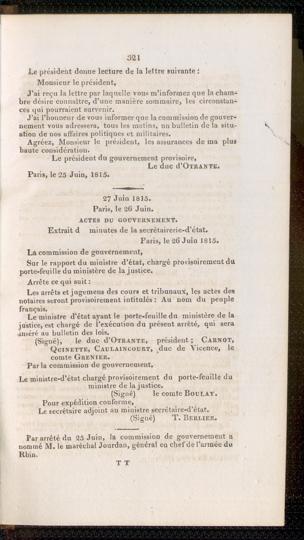 321
Le président donne lecture de la lettre suivante :
Monsieur le président,
J'ai reçu la lettre par laquelle vous m'informez que la cham-
bre désire connaître, d'une manière sommaire, les circonstan-
ces qui pourraient survenir.
J'ai l'honneur de vous informer que la commission de gouver-
nement vous adressera, tous les matins, un bulletin de la situa-
tion de nos affaires politiques et militaires.
Agréez, Monsieur le président, les assurances de ma plus
haute considération.
Le président du gouvernement provisoire,
Le duc d'OTRANTE.
Paris, le 25 Juin, 1815.
27 Juin 1815.
Paris, le 26 Juin.
ACTES DU GOUVERNEMENT.
Extrait d minutes de la secrétairerie-d'état.
Paris, le 26 Juin 1815.
La commission de gouvernement,
Sur le rapport du ministre d'état, chargé provisoirement du
porte-feuille du ministère de la justice.
Arrête ce qui suit :
Les arrêts et jugemens des cours et tribunaux, les actes des
notaires seront provisoirement intitulés : Au nom du peuple
français.
Le ministre d'état ayant le porte-feuille du ministère de la
justice, est chargé de l'exécution du présent arrêté, qui sera
inséré au bulletin des lois.
(Signé), le duc d'OTRANTE, président ; CARNOT,
QUINETTE, CAULAINCOURT, duc de Vicence, le
comte GRENIER.
Par la commission de gouvernement,
Le ministre-d'état chargé provisoirement du porte-feuille du
ministère de la justice.
(Signé) le comte BOULAY.
Pour expédition conforme,
Le secrétaire adjoint au ministre secrétaire-d'état.
(Signé) T. BERLIER.
Par arrêté du 25 Juin, la commission de gouvernement a
nommé M. le maréchal Jourdan, général en chef de l'armée du
Rhin.
T T